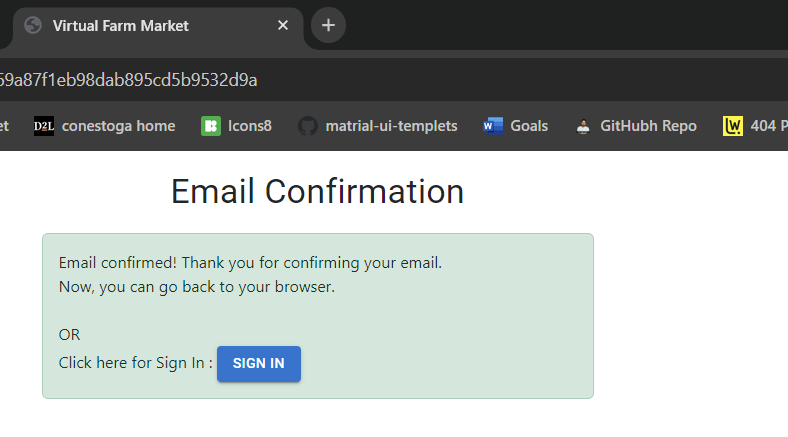 Virtual Farm Market
59a87f1eb98dab895cd5b9532d9a
et D2L conestoga home Icons8 matrial-ui-templets W Goals GitHubh Repo LW 404 P
Email Confirmation
Email confirmed! Thank you for confirming your email.
Now, you can go back to your browser.
OR
Click here for Sign In : SIGN IN